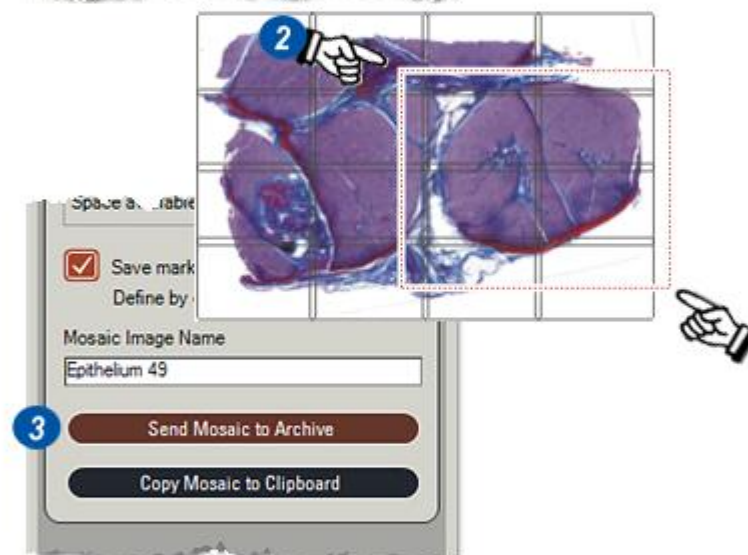 2
Space a
Save mark
Define by
Mosaic Image Name
Epithelium 49
3
Send Mosaic to Archive
Copy Mosaic to Clipboard